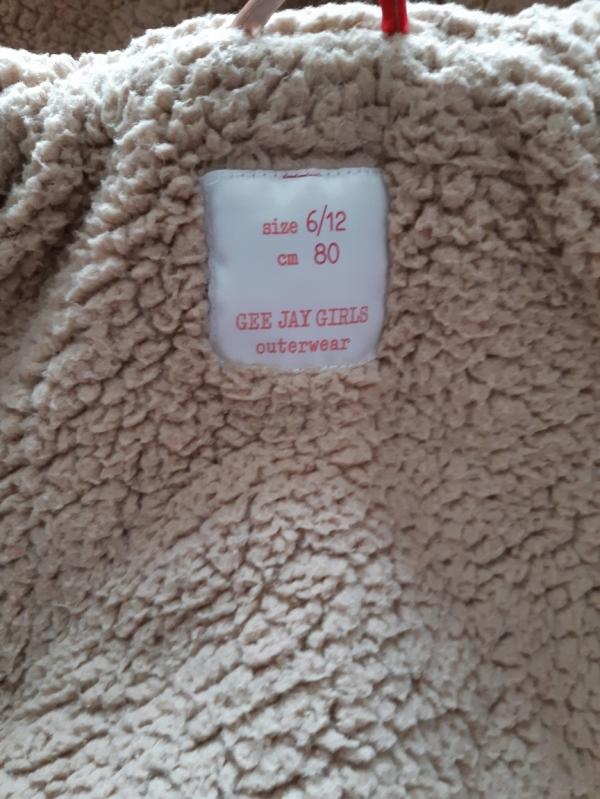 size 6/12
cm 80
GEE JAY GIRLS
outerwear